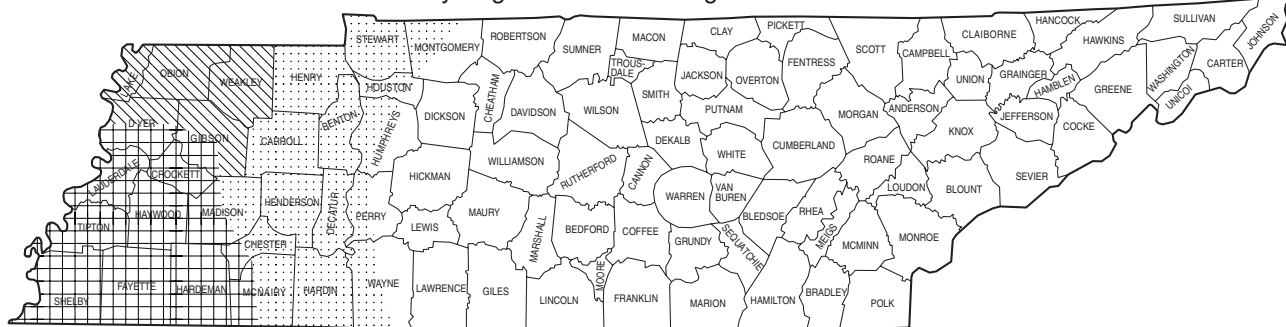 STEWART
MONTGOMERY
ROBERTSON
SUMNER
MACON
CLAY
PICKETT
SCOTT
CAMPBELL
CLAIBORNE
HANCOCK
HAWKINS
SULLIVAN
JOHNSON
LAKE
OBION
WEAKLEY
HENRY
HOUSTON
CHEATHAM
TROUS-
DALE
JACKSON
OVERTON
FENTRESS
UNION
GRAINGER
HAMBLEN
GREENE
WASHINGTON
UNICOI
CARTER
DYER
GIBSON
CARROLL
BENTON
HUMPHREYS
DICKSON
DAVIDSON
WILSON
SMITH
PUTNAM
MORGAN
ANDERSON
KNOX
JEFFERSON
COCKE
LAUDERDALE
CROCKETT
HICKMAN
WILLIAMSON
RUTHERFORD
CANNON
DEKALB
WHITE
CUMBERLAND
ROANE
LOUDON
BLOUNT
SEVIER
TIPTON
HAYWOOD
MADISON
HENDERSON
DECATUR
PERRY
LEWIS
MAURY
MARSHALL
BEDFORD
COFFEE
WARREN
VAN
BUREN
BLEDSOE
RHEA
MEIGS
MCMINN
MONROE
CHESTER
GRUNDY
SEQUATCHIE
SHELBY
FAYETTE
HARDEMAN
MCNAIRY
HARDIN
WAYNE
LAWRENCE
GILES
LINCOLN
MOORE
FRANKLIN
MARION
HAMILTON
BRADLEY
POLK